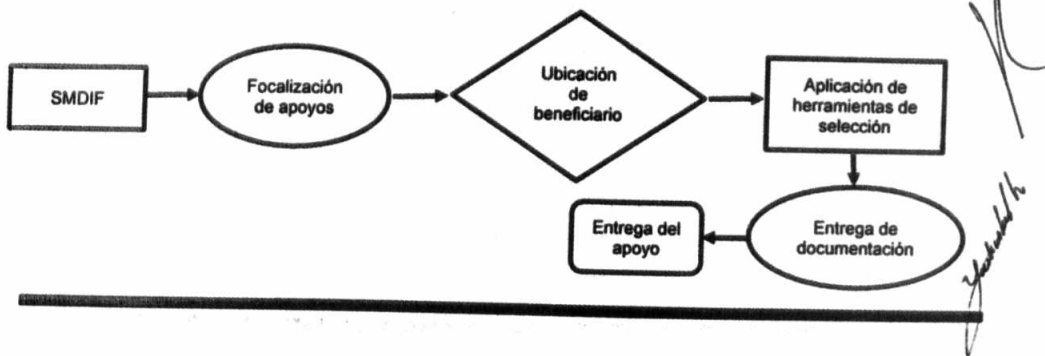 SMDIF
Focalización
de apoyos
Ubicación
de
beneficiario
Aplicación de
herramientas de
selección
Entrega de
documentación
Entrega del
apoyo